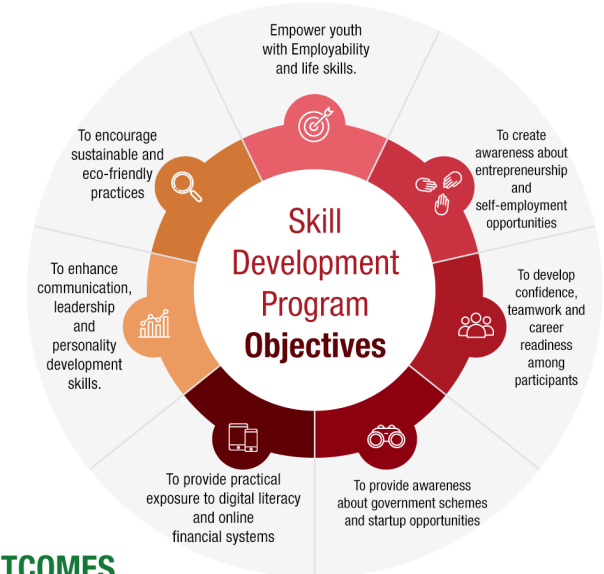 Empower youth
with Employability
and life skills.
To create
awareness about
entrepreneurship
and
self-employment
opportunities
To develop
confidence,
teamwork and
career
readiness
among
participants
To provide awareness
about government schemes
and startup opportunities
To provide practical
exposure to digital literacy
and online
financial systems
To enhance
communication,
leadership
and
personality
development
skills.
To encourage
sustainable and
eco-friendly
practices
Skill
Development
Program
Objectives
TCOMES